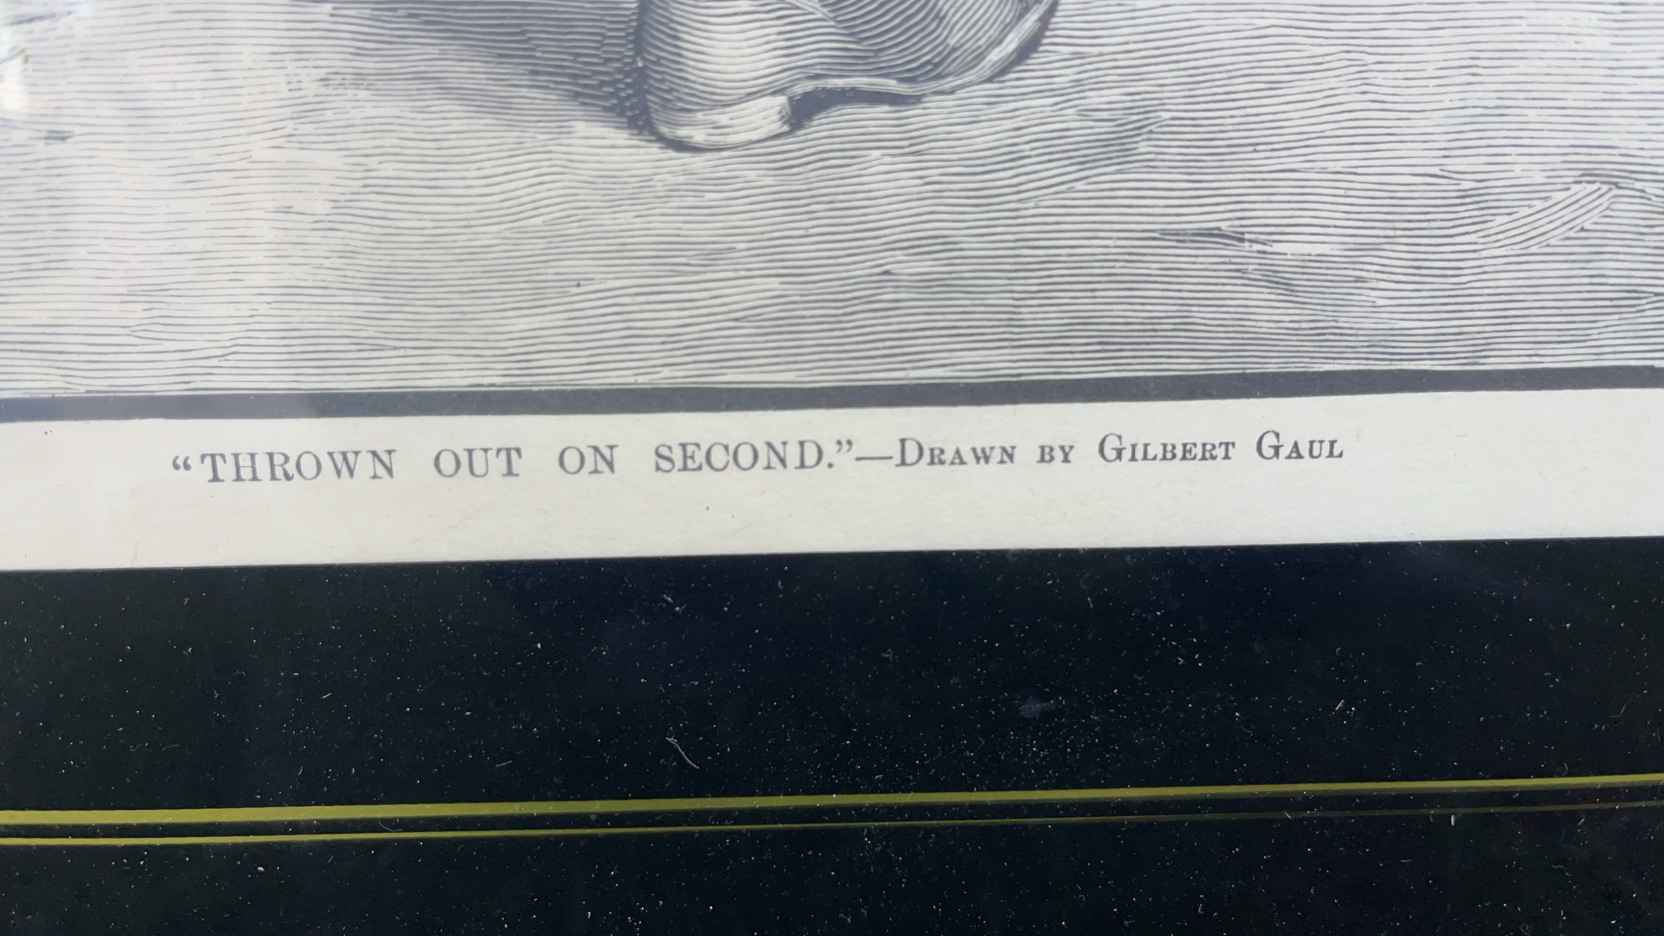 “THROWN OUT ON SECOND.”—Drawn by Gilbert Gaul